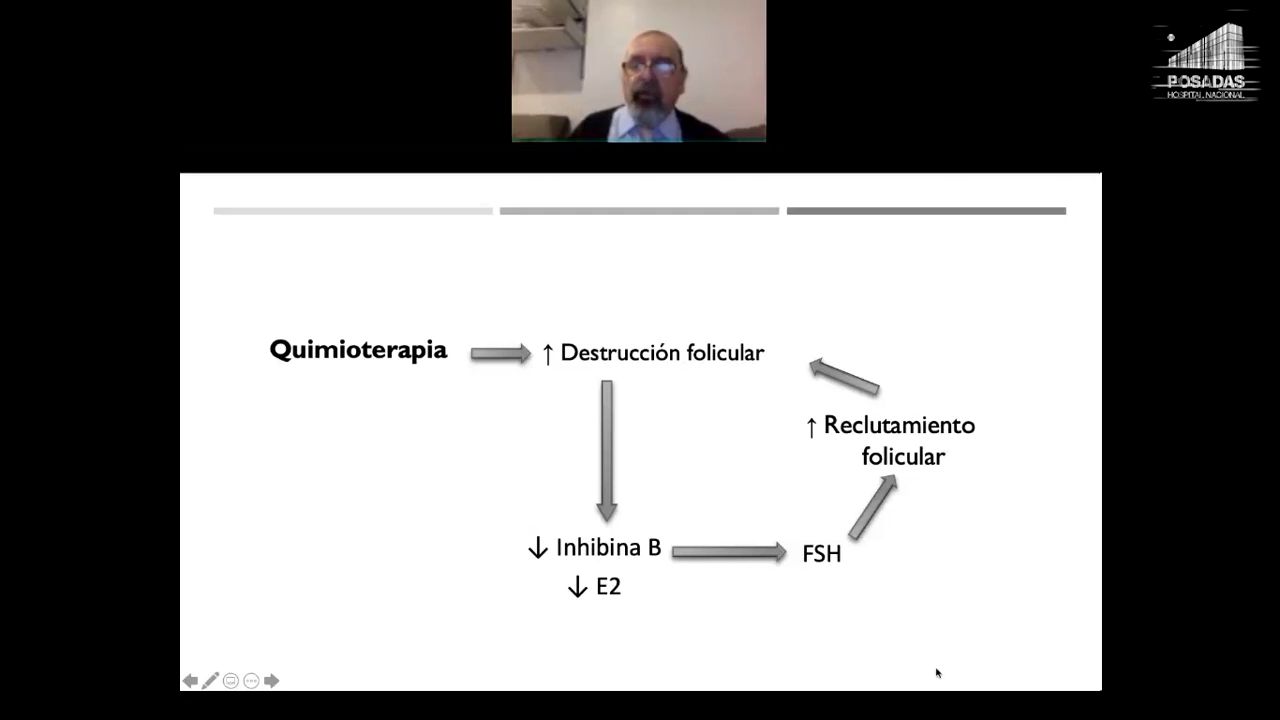 POSADAS
HOSPITAL NACIONAL
Quimioterapia
↑ Destrucción folicular
↑ Reclutamiento
folicular
↓ Inhibina B
FSH
↓ E2